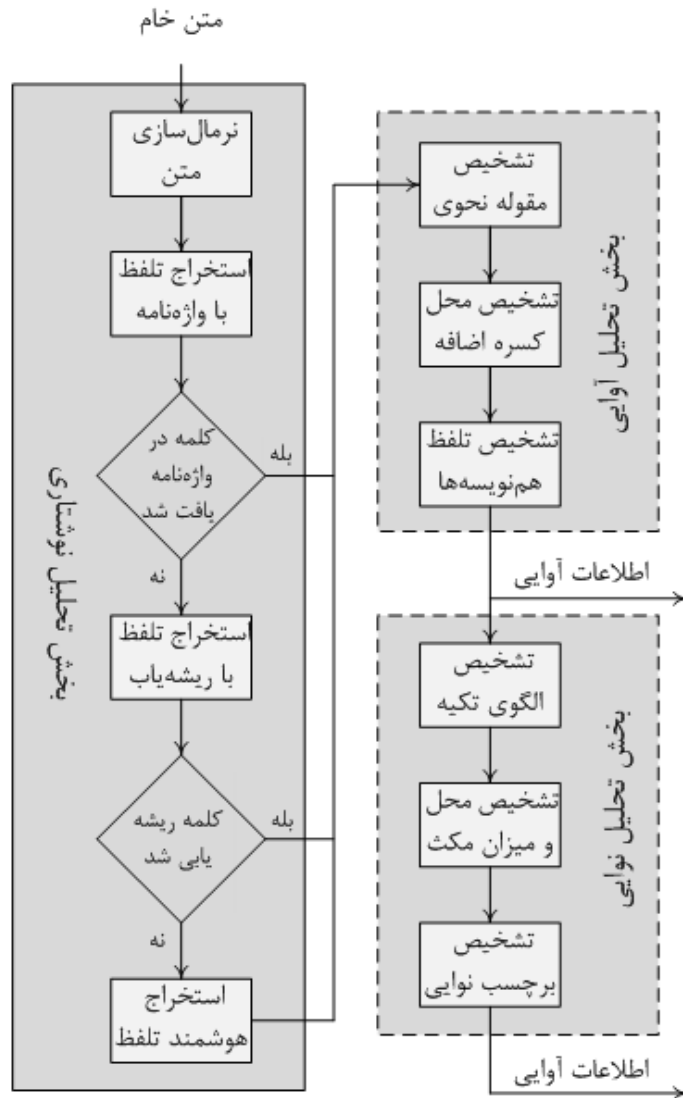 متن خام
نرمال‌سازی
متن
استخراج تلفظ
با واژه‌نامه
کلمه در
واژه‌نامه
یافت شد
بله
نه
استخراج تلفظ
با ریشه‌یاب
کلمه ریشه
یابی شد
بله
نه
استخراج
هوشمند تلفظ
بخش تحلیل نوشتاری
تشخیص
مقوله نحوی
تشخیص محل
کسره اضافه
تشخیص تلفظ
هم‌نویسه‌ها
بخش تحلیل آوایی
اطلاعات آوایی
تشخیص
الگوی تکیه
تشخیص محل
و میزان مکث
تشخیص
برچسب نوایی
بخش تحلیل نوایی
اطلاعات آوایی